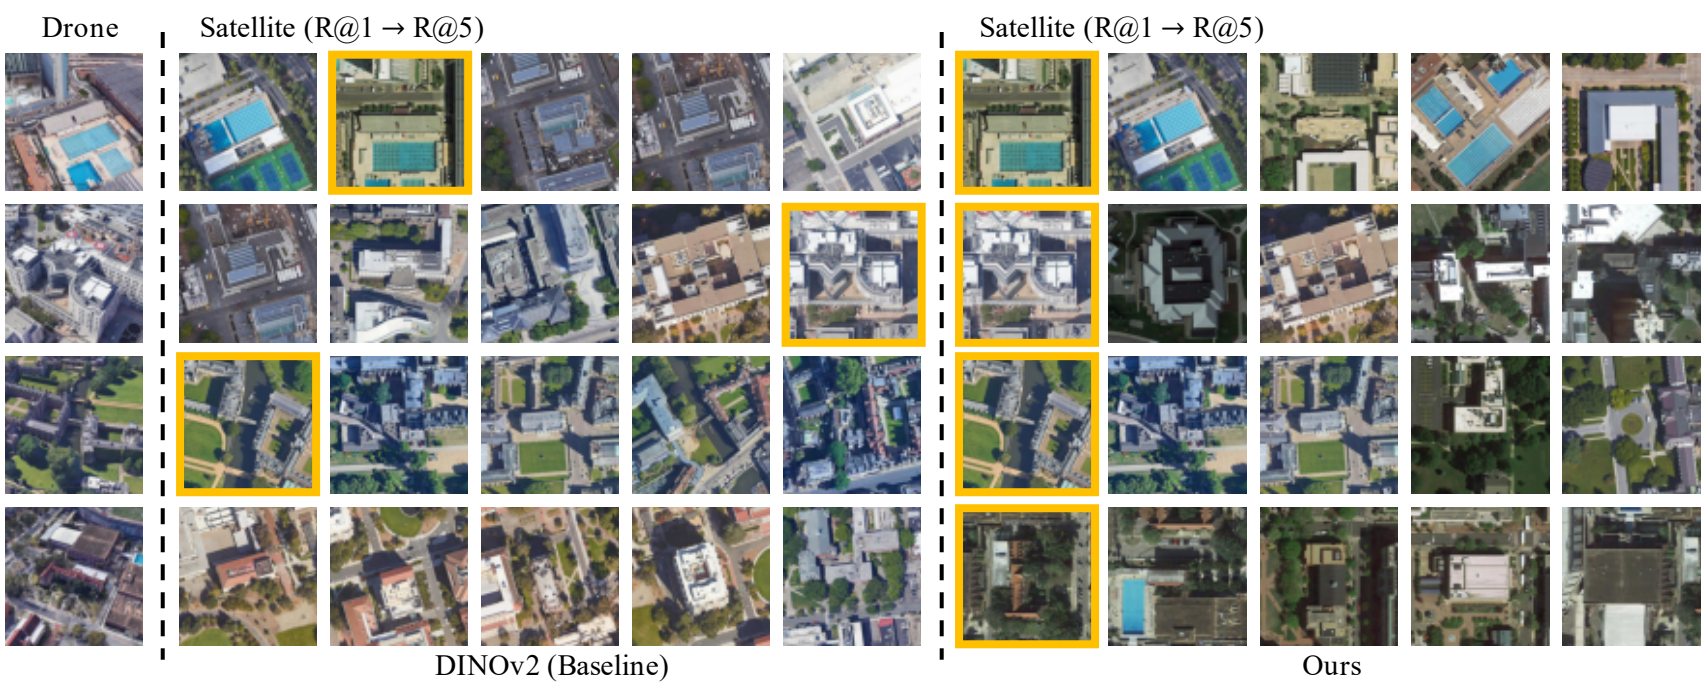 Drone
Satellite (R@1 → R@5)
Satellite (R@1 → R@5)
DINOv2 (Baseline)
Ours